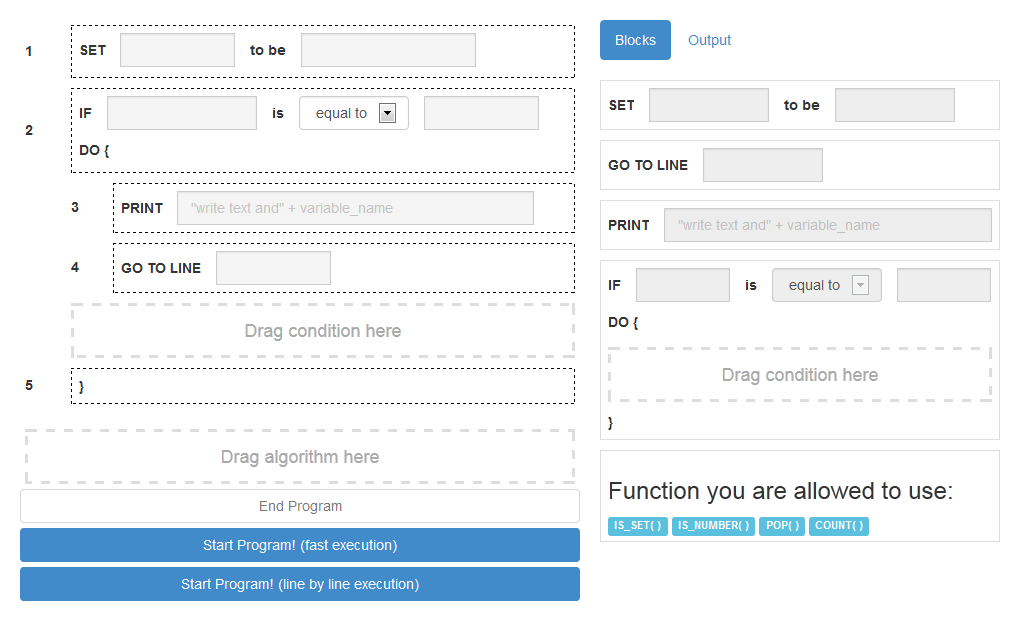 1 SET to be
2 IF is equal to
DO {
3 PRINT "write text and" + variable_name
4 GO TO LINE
Drag condition here
5 }
Drag algorithm here
End Program
Start Program! (fast execution)
Start Program! (line by line execution)
Blocks Output
SET to be
GO TO LINE
PRINT "write text and" + variable_name
IF is equal to
DO {
Drag condition here
}
Function you are allowed to use:
IS_SET( ) IS_NUMBER( ) POP( ) COUNT( )